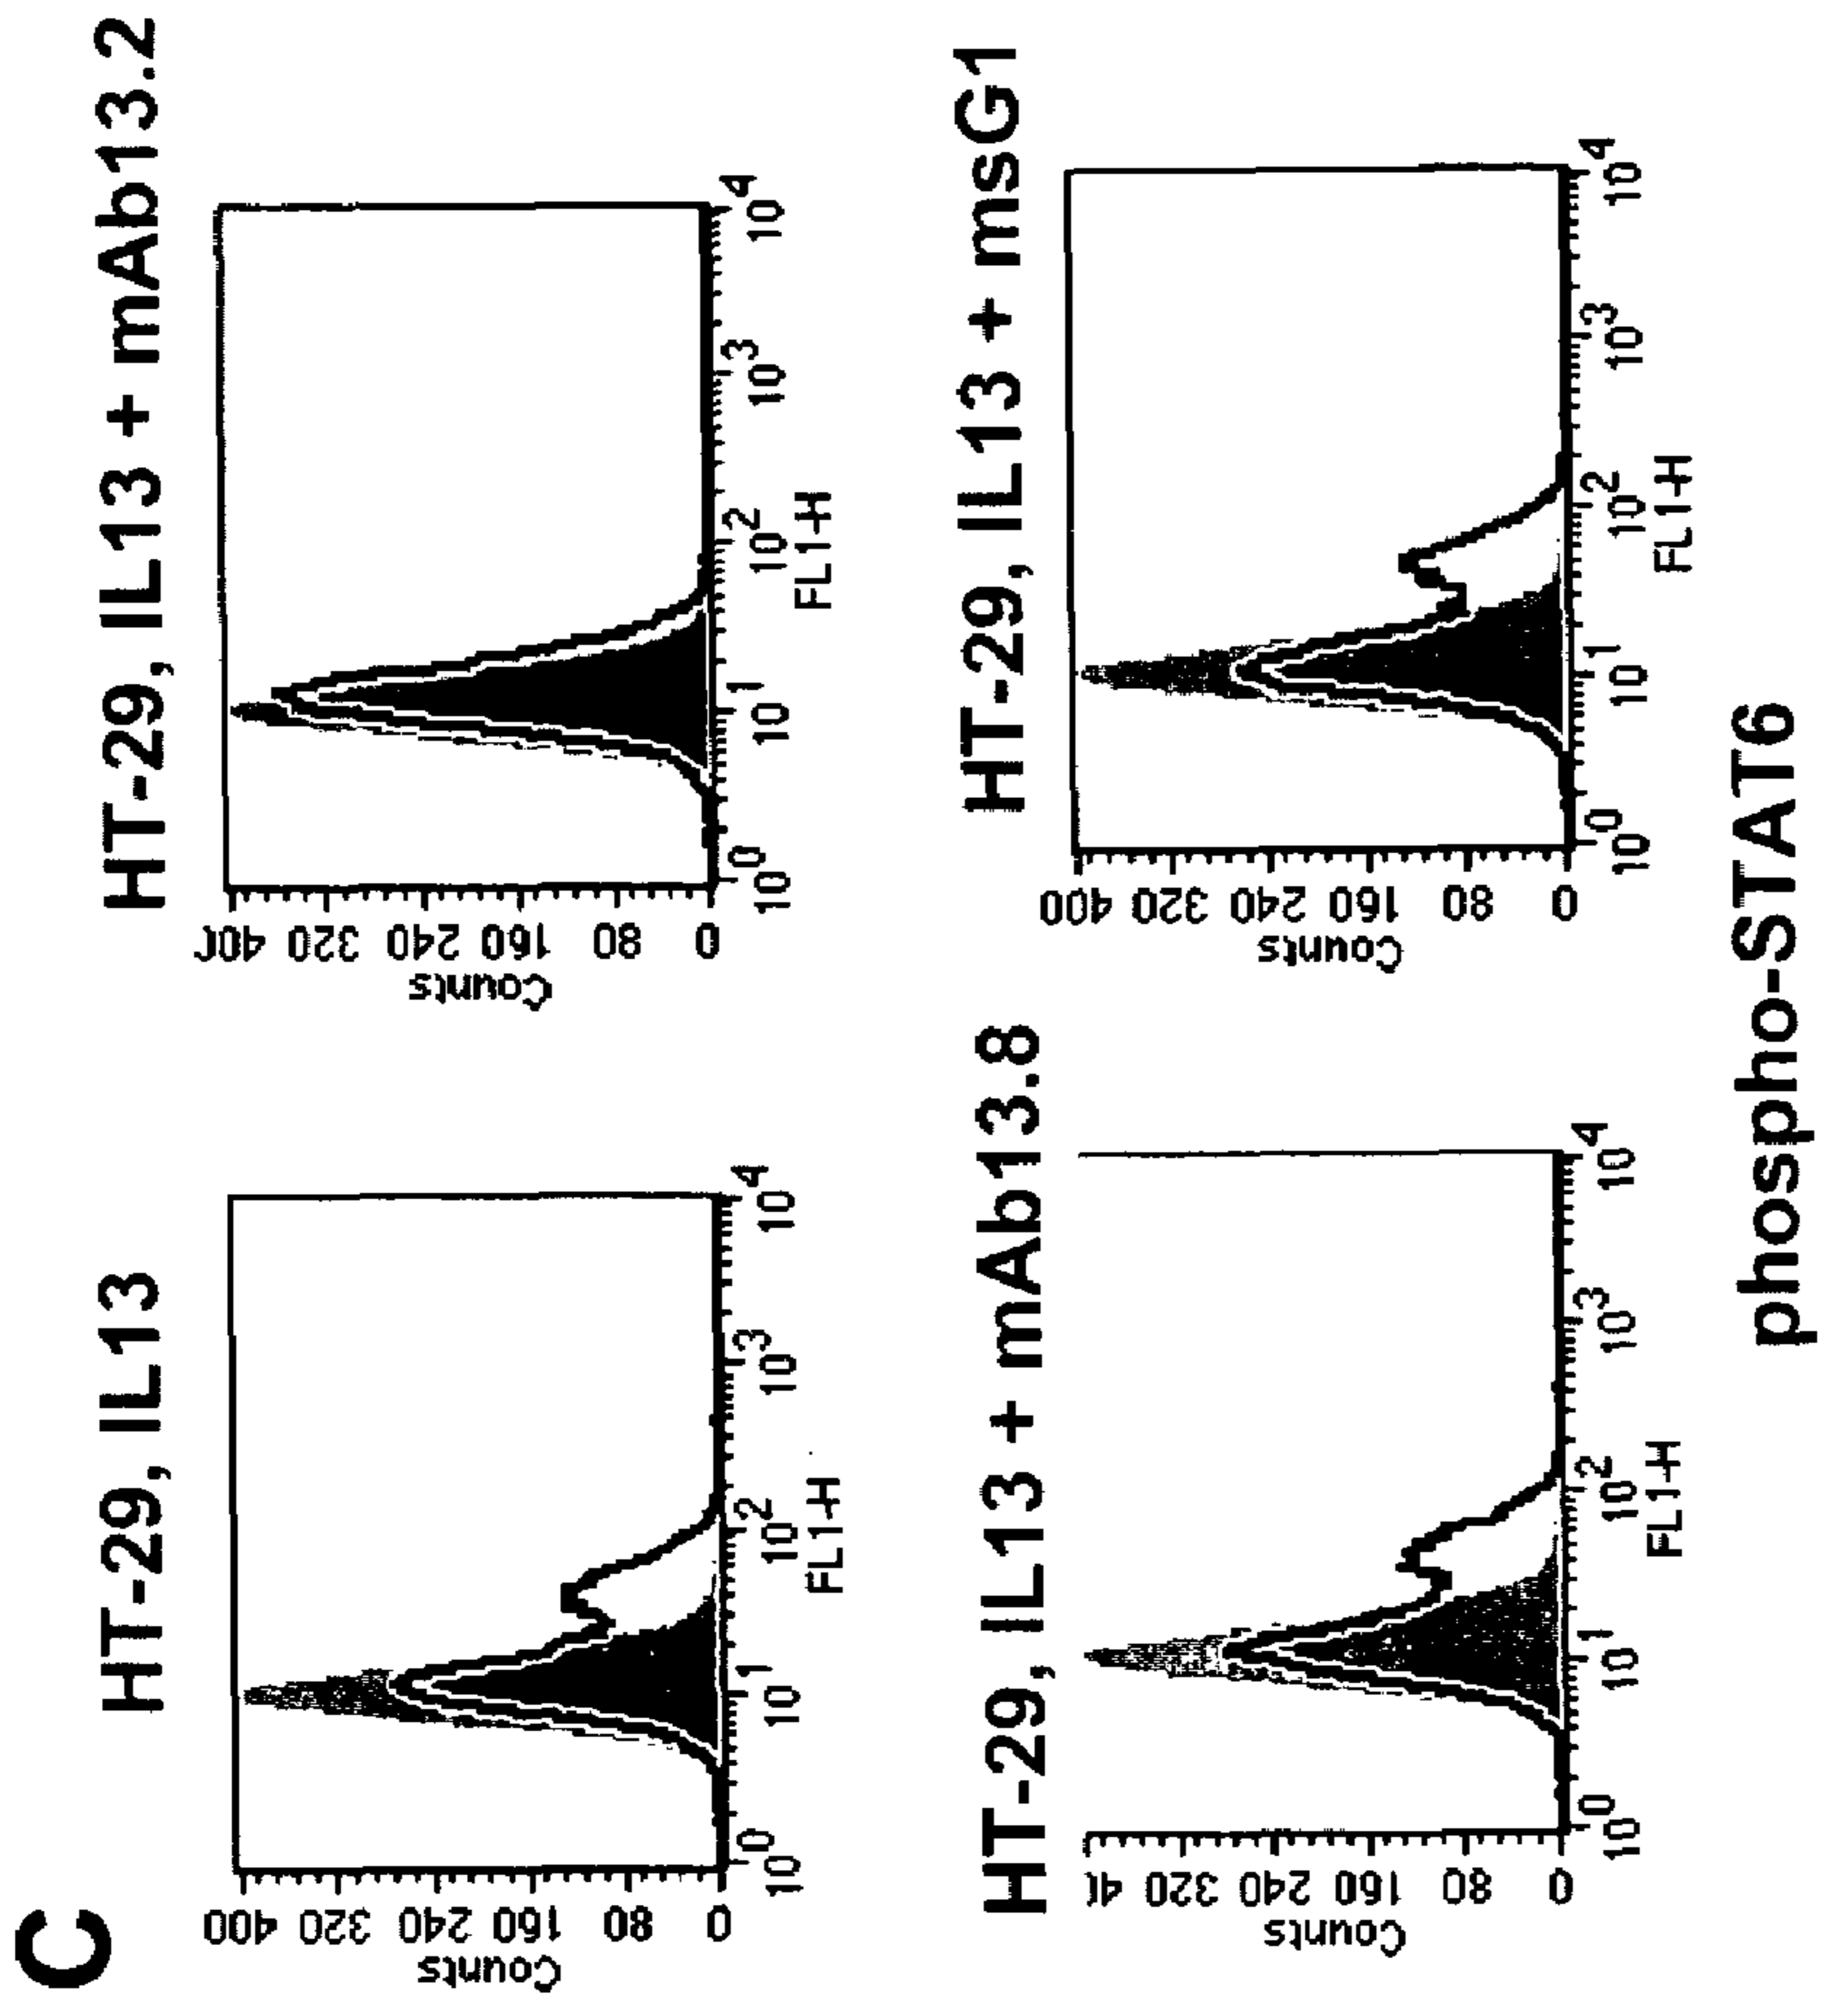 C
HT-29, IL13
Counts
400 320 240 160 80 0
10^0 10^1 10^2 10^3 10^4
FL1-H
HT-29, IL13 + mAb13.2
Counts
320 240 160 80 0
10^0 10^1 10^2 10^3 10^4
FL1-H
HT-29, IL13 + mAb13.8
Counts
320 240 160 80 0
10^0 10^1 10^2 10^3 10^4
FL1-H
HT-29, IL13 + msG1
Counts
400 320 240 160 80 0
10^0 10^1 10^2 10^3 10^4
FL1-H
phospho-STAT6